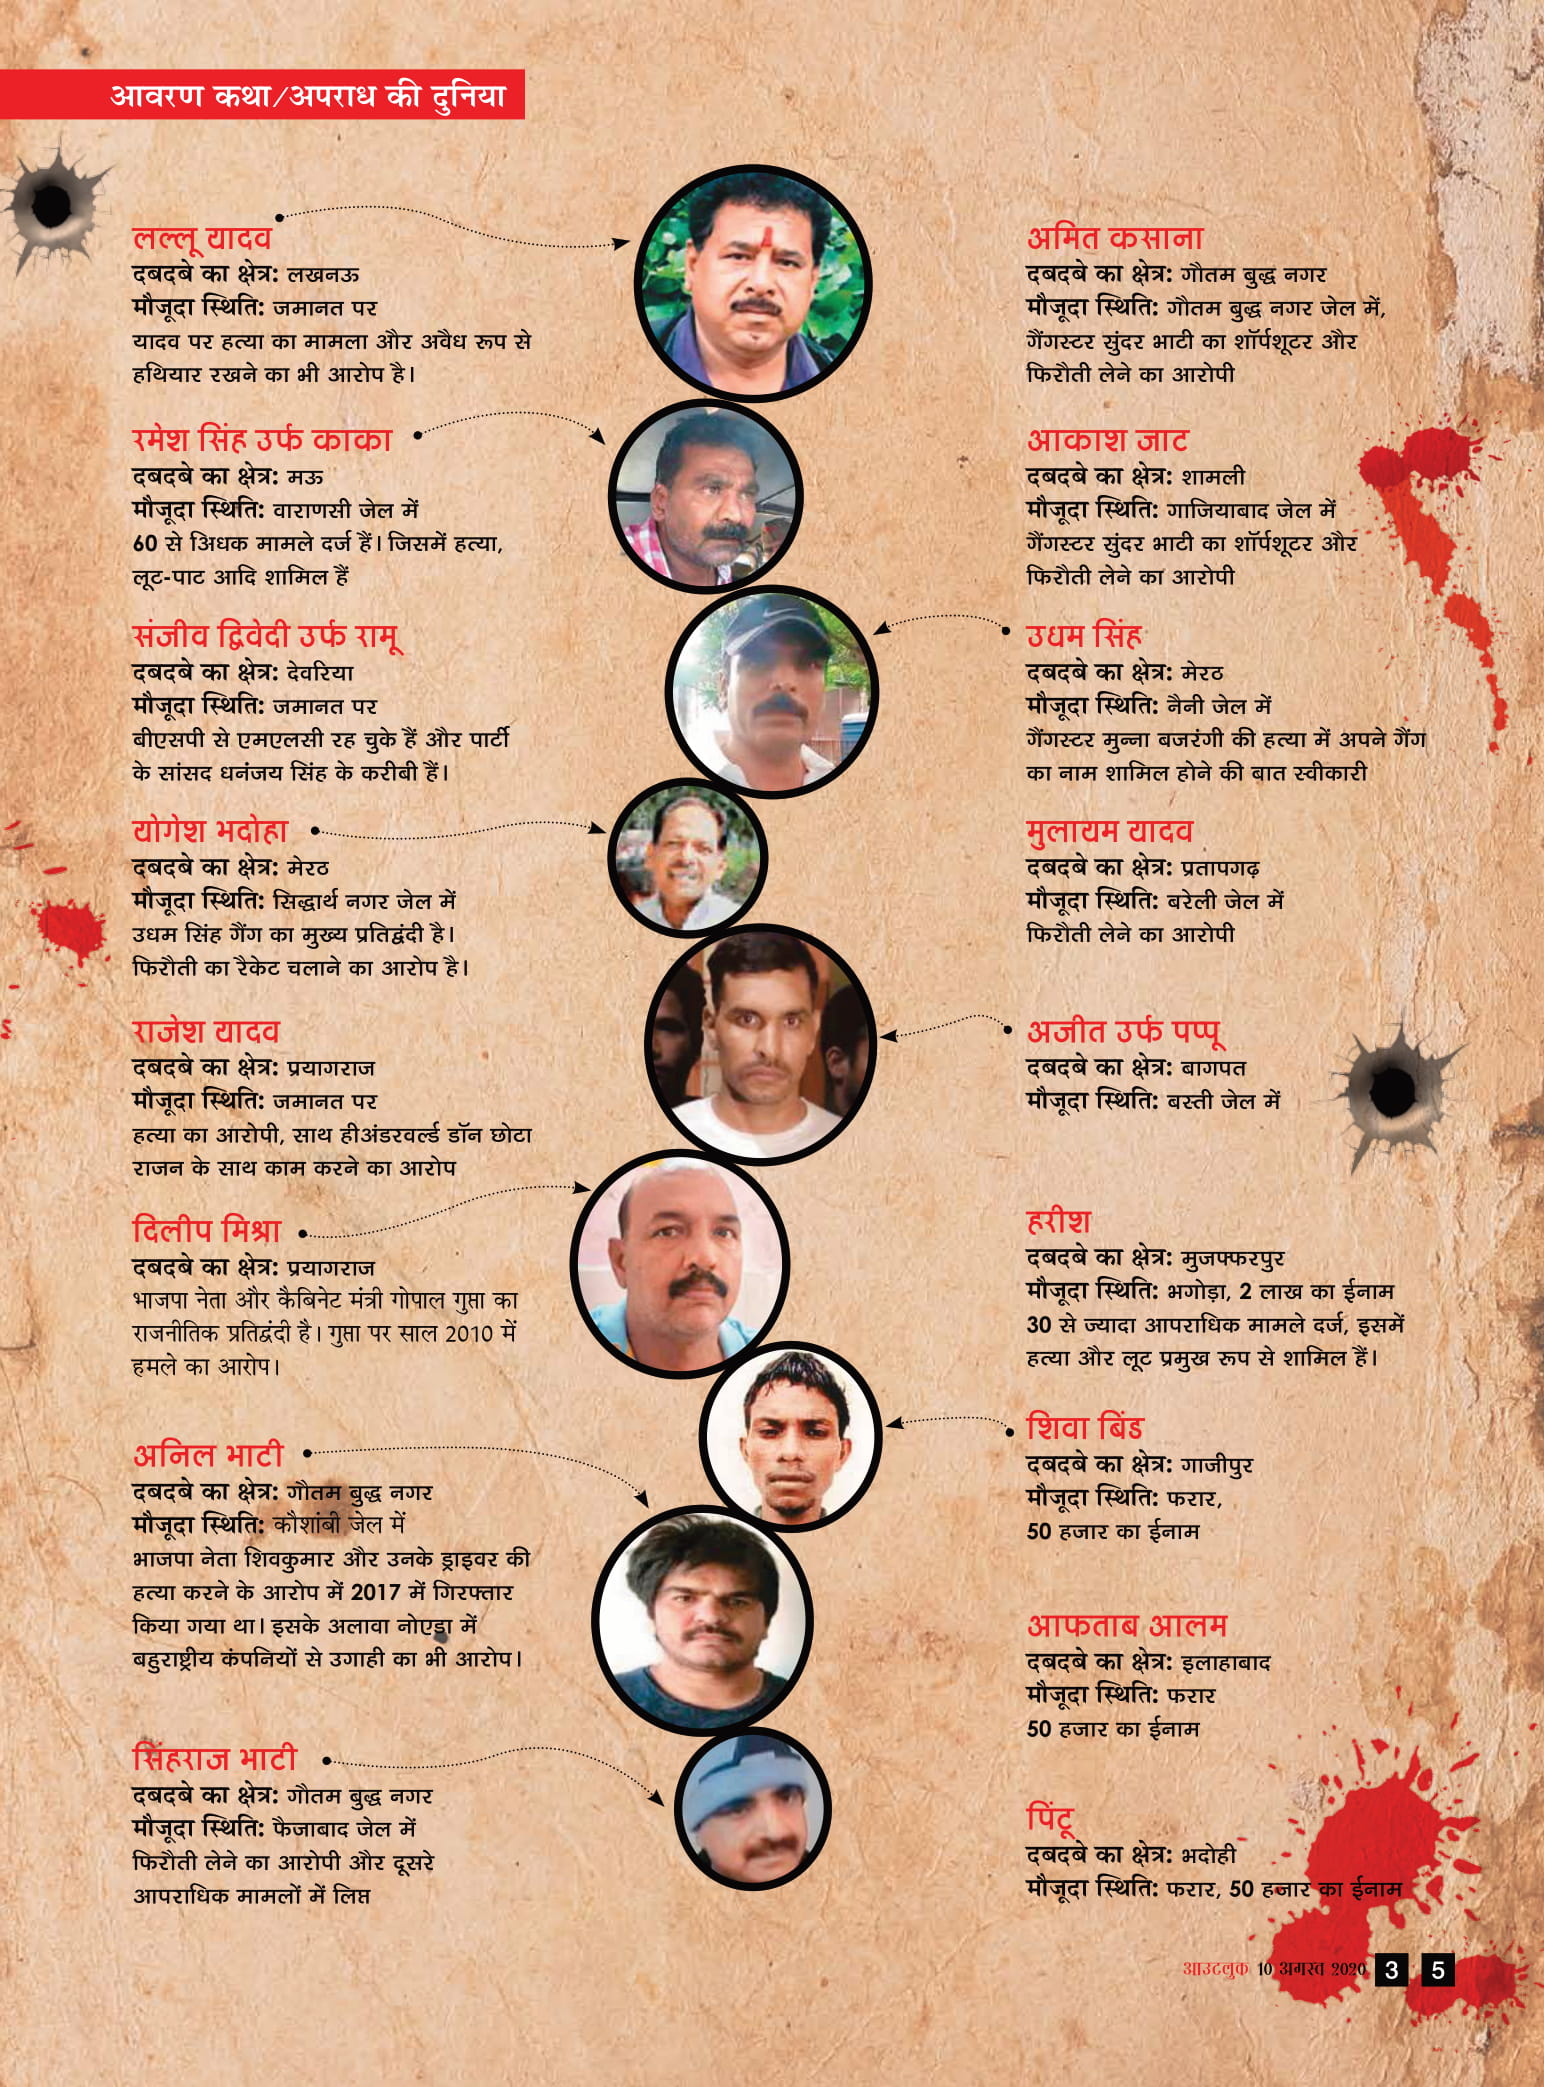 आवरण कथा/अपराध की दुनिया
लल्लू यादव
दबदबे का क्षेत्र: लखनऊ
मौजूदा स्थिति: जमानत पर
यादव पर हत्या का मामला और अवैध रूप से
हथियार रखने का भी आरोप है।
रमेश सिंह उर्फ काका
दबदबे का क्षेत्र: मऊ
मौजूदा स्थिति: वाराणसी जेल में
60 से अिधक मामले दर्ज हैं। जिसमें हत्या,
लूट-पाट आदि शामिल हैं
संजीव द्विवेदी उर्फ रामू
दबदबे का क्षेत्र: देवरिया
मौजूदा स्थिति: जमानत पर
बीएसपी से एमएलसी रह चुके हैं और पार्टी
के सांसद धनंजय सिंह के करीबी हैं।
योगेश भदोहा
दबदबे का क्षेत्र: मेरठ
मौजूदा स्थिति: सिद्धार्थ नगर जेल में
उधम सिंह गैंग का मुख्य प्रतिद्वंदी है।
फिरौती का रैकेट चलाने का आरोप है।
राजेश यादव
दबदबे का क्षेत्र: प्रयागराज
मौजूदा स्थिति: जमानत पर
हत्या का आरोपी, साथ हीअंडरवर्ल्ड डॉन छोटा
राजन के साथ काम करने का आरोप
दिलीप मिश्रा
दबदबे का क्षेत्र: प्रयागराज
भाजपा नेता और कैबिनेट मंत्री गोपाल गुप्ता का
राजनीतिक प्रतिद्वंदी है। गुप्ता पर साल 2010 में
हमले का आरोप।
अनिल भाटी
दबदबे का क्षेत्र: गौतम बुद्ध नगर
मौजूदा स्थिति: कौशांबी जेल में
भाजपा नेता शिवकुमार और उनके ड्राइवर की
हत्या करने के आरोप में 2017 में गिरफ्तार
किया गया था। इसके अलावा नोएडा में
बहुराष्ट्रीय कंपनियों से उगाही का भी आरोप।
सिंहराज भाटी
दबदबे का क्षेत्र: गौतम बुद्ध नगर
मौजूदा स्थिति: फैजाबाद जेल में
फिरौती लेने का आरोपी और दूसरे
आपराधिक मामलों में लिप्त
अमित कसाना
दबदबे का क्षेत्र: गौतम बुद्ध नगर
मौजूदा स्थिति: गौतम बुद्ध नगर जेल में,
गैंगस्टर सुंदर भाटी का शॉर्पशूटर और
फिरौती लेने का आरोपी
आकाश जाट
दबदबे का क्षेत्र: शामली
मौजूदा स्थिति: गाजियाबाद जेल में
गैंगस्टर सुंदर भाटी का शॉर्पशूटर और
फिरौती लेने का आरोपी
उधम सिंह
दबदबे का क्षेत्र: मेरठ
मौजूदा स्थिति: नैनी जेल में
गैंगस्टर मुन्ना बजरंगी की हत्या में अपने गैंग
का नाम शामिल होने की बात स्वीकारी
मुलायम यादव
दबदबे का क्षेत्र: प्रतापगढ़
मौजूदा स्थिति: बरेली जेल में
फिरौती लेने का आरोपी
अजीत उर्फ पप्पू
दबदबे का क्षेत्र: बागपत
मौजूदा स्थिति: बस्ती जेल में
हरीश
दबदबे का क्षेत्र: मुजफ्फरपुर
मौजूदा स्थिति: भगोड़ा, 2 लाख का ईनाम
30 से ज्यादा आपराधिक मामले दर्ज, इसमें
हत्या और लूट प्रमुख रूप से शामिल हैं।
शिवा बिंड
दबदबे का क्षेत्र: गाजीपुर
मौजूदा स्थिति: फरार,
50 हजार का ईनाम
आफताब आलम
दबदबे का क्षेत्र: इलाहाबाद
मौजूदा स्थिति: फरार
50 हजार का ईनाम
पिंटू
दबदबे का क्षेत्र: भदोही
मौजूदा स्थिति: फरार, 50 हजार का ईनाम
आउटलुक 10 अगस्त 2020 3 5